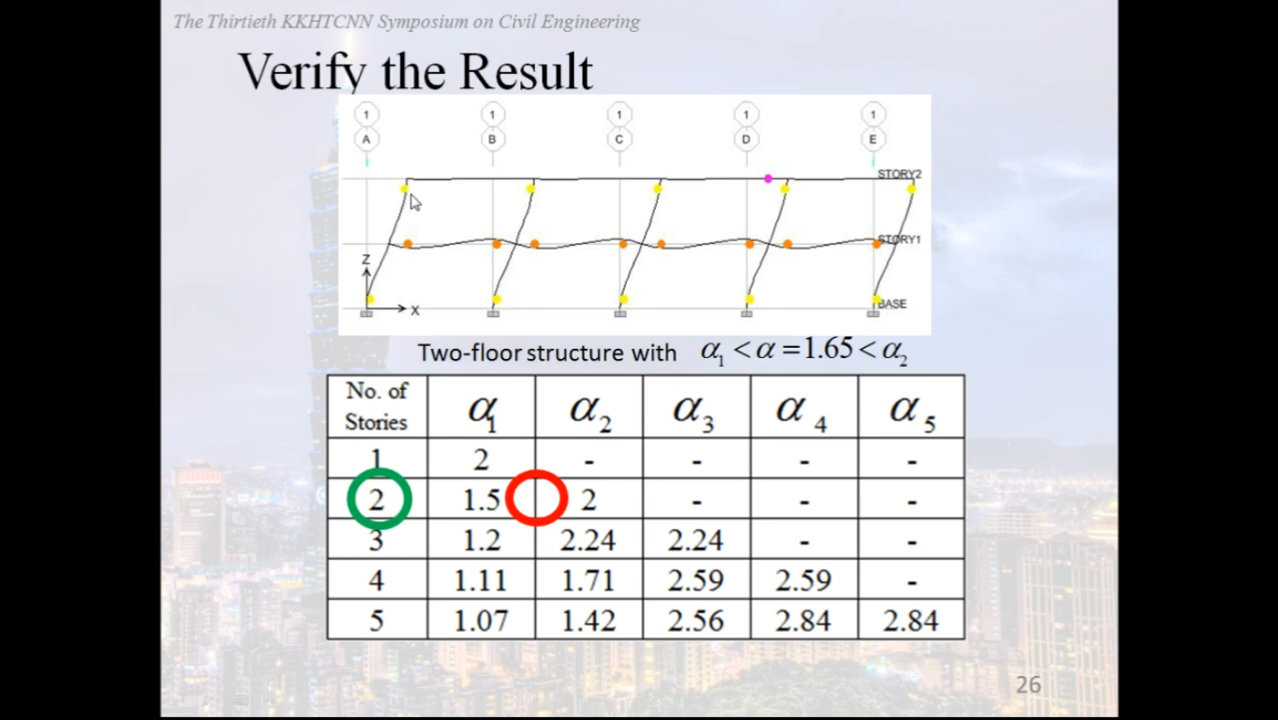 The Thirtieth KKHTCNN Symposium on Civil Engineering
Verify the Result
1 1 1 1 1
A B C D E
STORY2
STORY1
Z
X
BASE
Two-floor structure with α1 < α = 1.65 < α2
No. of Stories α1 α2 α3 α4 α5
1 2 - - - -
2 1.5 2 - - -
3 1.2 2.24 2.24 - -
4 1.11 1.71 2.59 2.59 -
5 1.07 1.42 2.56 2.84 2.84
26